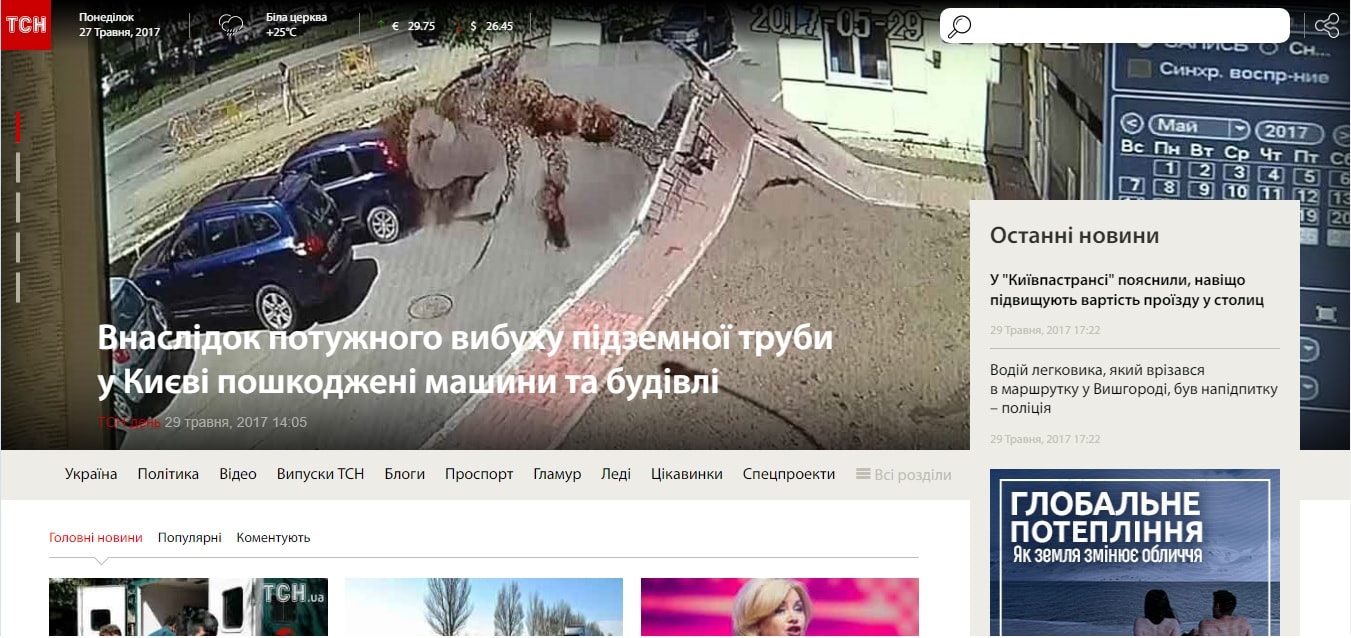 ТСН
Понеділок
27 Травня, 2017
Біла церква
+25°C
€ 29.75
$ 26.45
2017-05-29
ЗАПИСЬ
Сн...
Синхр. воспр-ние
Май
2017
Вс Пн Вт Ср Чт Пт Сб
1 2 3 4 5 6
7 8 9 10 11 12 13
19 20
Внаслідок потужного вибуху підземної труби
у Києві пошкоджені машини та будівлі
ТСН день 29 травня, 2017 14:05
Останні новини
У "Київпастрансі" пояснили, навіщо
підвищують вартість проїзду у столиц
29 Травня, 2017 17:22
Водій легковика, який врізався
в маршрутку у Вишгороді, був напідпитку
– поліція
29 Травня, 2017 17:22
Україна Політика Відео Випуски ТСН Блоги Проспорт Гламур Леді Цікавинки Спецпроекти Всі розділи
Головні новини Популярні Коментують
ТСН.ua
ГЛОБАЛЬНЕ
ПОТЕПЛІННЯ
Як земля змінює обличчя